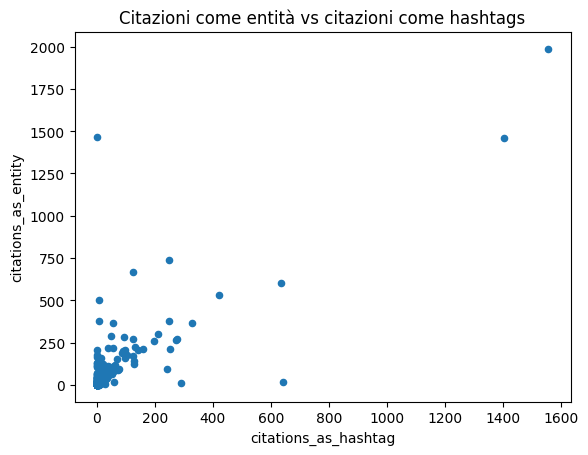 Citazioni come entità vs citazioni come hashtags
2000
1750
1500
1250
1000
750
500
250
0
citations_as_entity
0 200 400 600 800 1000 1200 1400 1600
citations_as_hashtag